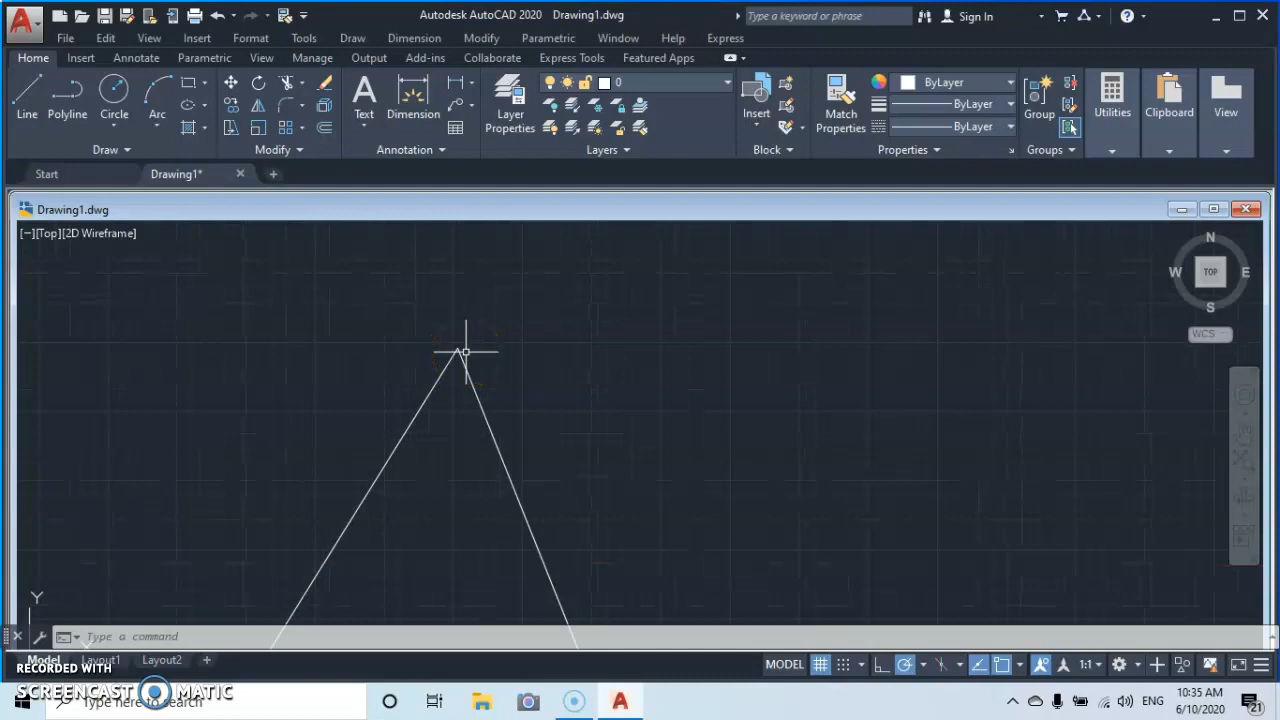 Autodesk AutoCAD 2020 Drawing1.dwg
Type a keyword or phrase
Sign In
File Edit View Insert Format Tools Draw Dimension Modify Parametric Window Help Express
Home Insert Annotate Parametric View Manage Output Add-ins Collaborate Express Tools Featured Apps
0
ByLayer
ByLayer
ByLayer
Line Polyline Circle Arc
Text Dimension
Layer Properties
Insert
Match Properties
Group
Utilities Clipboard View
Draw Modify Annotation Layers Block Properties Groups
Start Drawing1*
Drawing1.dwg
[−][Top][2D Wireframe]
N
W TOP E
S
WCS
Y
Type a command
Model Layout1 Layout2
MODEL 1:1
RECORDED WITH
SCREENCAST MATIC
Type here to search
ENG
10:35 AM
6/10/2020
21